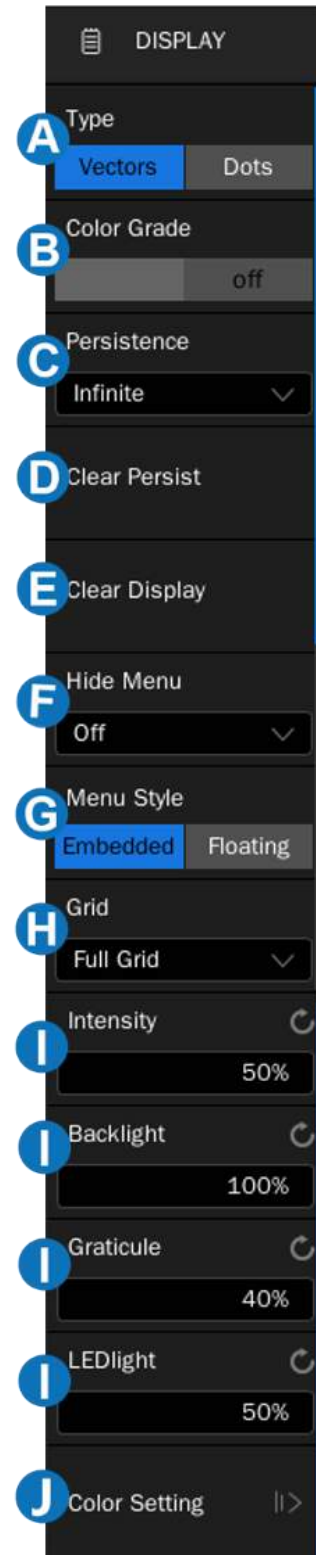 DISPLAY
A
Type
Vectors Dots
B
Color Grade
off
C
Persistence
Infinite
D
Clear Persist
E
Clear Display
F
Hide Menu
Off
G
Menu Style
Embedded Floating
H
Grid
Full Grid
I
Intensity
50%
I
Backlight
100%
I
Graticule
40%
I
LEDlight
50%
J
Color Setting